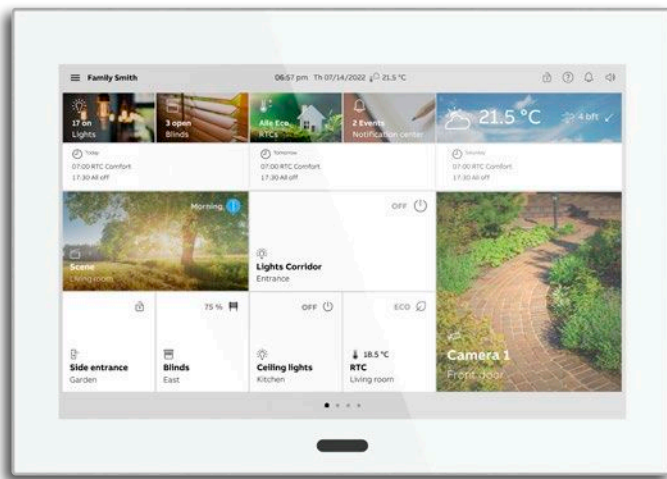 Family Smith
06:57 pm Th 07/14/2022 21.5 °C
17 on
Lights
3 open
Blinds
Alle Eco
RTCs
2 Events
Notification center
21.5 °C
4 bft
Today
07:00 RTC Comfort
17:30 All off
Tomorrow
07:00 RTC Comfort
17:30 All off
Saturday
07:00 RTC Comfort
17:30 All off
Morning
Scene
Living room
OFF
Lights Corridor
Entrance
Side entrance
Garden
75 %
Blinds
East
OFF
Ceiling lights
Kitchen
ECO
18.5 °C
RTC
Living room
Camera 1
Front door